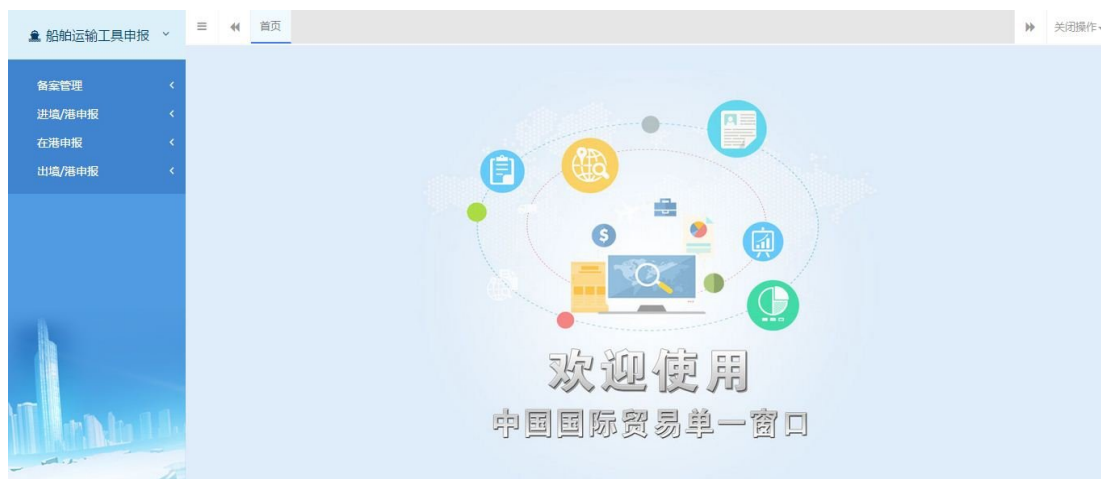 船舶运输工具申报
首页
关闭操作
备案管理
进境/港申报
在港申报
出境/港申报
$
欢迎使用
中国国际贸易单一窗口